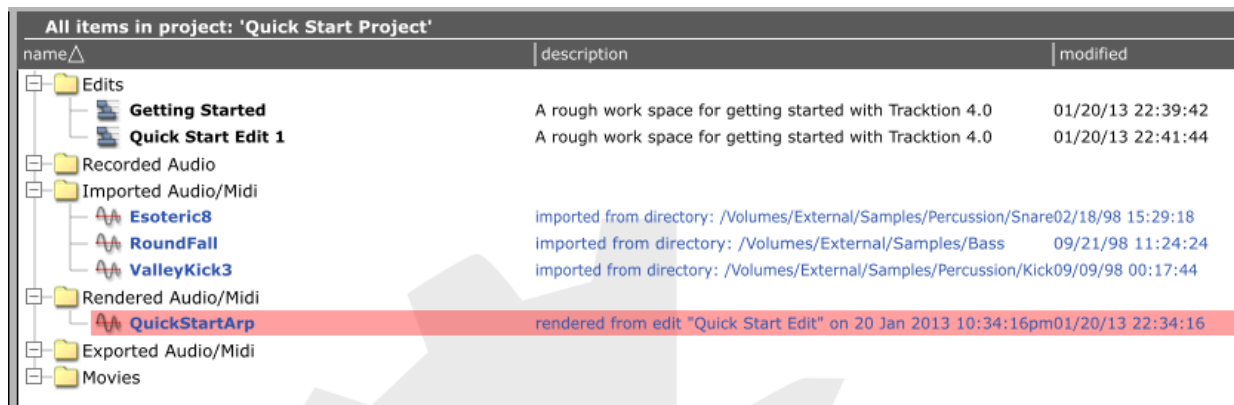 All items in project: 'Quick Start Project'
name description modified
Edits
Getting Started A rough work space for getting started with Tracktion 4.0 01/20/13 22:39:42
Quick Start Edit 1 A rough work space for getting started with Tracktion 4.0 01/20/13 22:41:44
Recorded Audio
Imported Audio/Midi
Esoteric8 imported from directory: /Volumes/External/Samples/Percussion/Snare02/18/98 15:29:18
RoundFall imported from directory: /Volumes/External/Samples/Bass 09/21/98 11:24:24
ValleyKick3 imported from directory: /Volumes/External/Samples/Percussion/Kick09/09/98 00:17:44
Rendered Audio/Midi
QuickStartArp rendered from edit "Quick Start Edit" on 20 Jan 2013 10:34:16pm01/20/13 22:34:16
Exported Audio/Midi
Movies